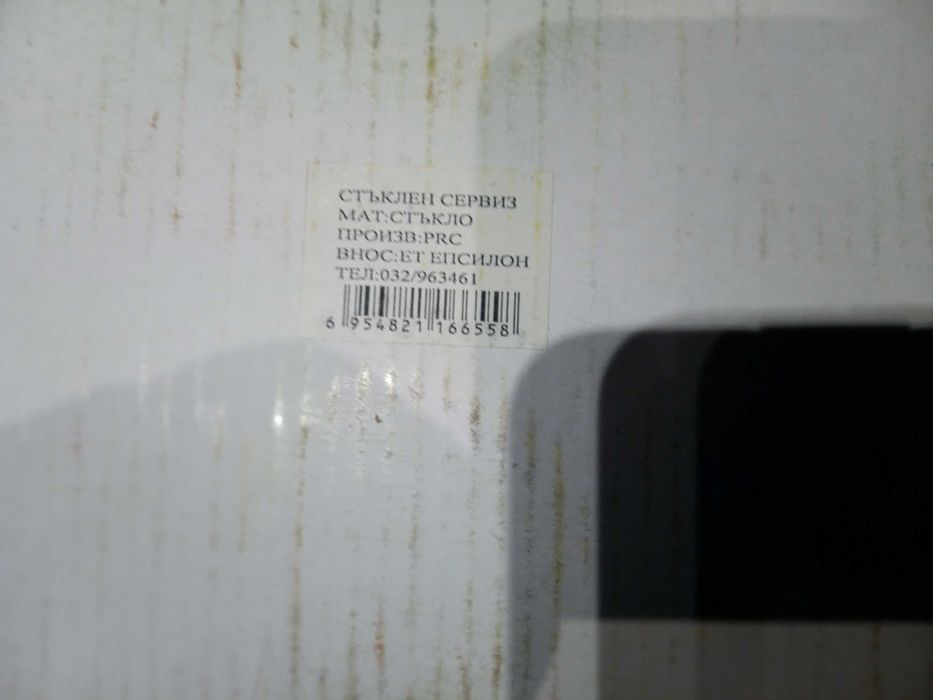 СТЪКЛЕН СЕРВИЗ
МАТ:СТЪКЛО
ПРОИЗВ:PRC
ВНОС:ЕТ ЕПСИЛОН
ТЕЛ:032/963461
6 954821 166558